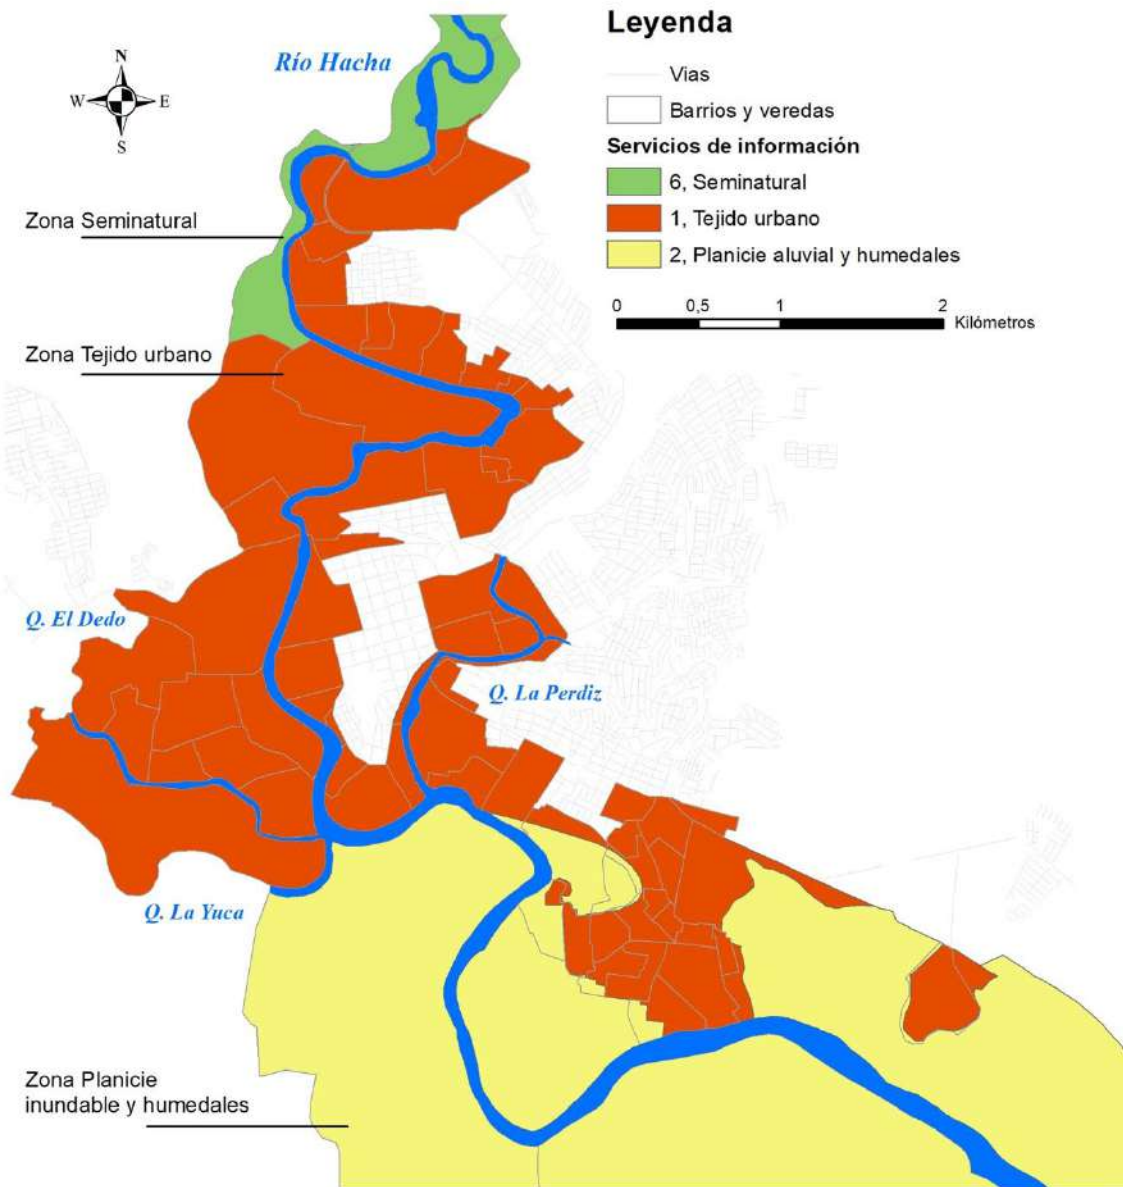 Leyenda
Vias
Barrios y veredas
Servicios de información
6, Seminatural
1, Tejido urbano
2, Planicie aluvial y humedales
0 0,5 1 2
Kilómetros
N
W E
S
Río Hacha
Zona Seminatural
Zona Tejido urbano
Q. El Dedo
Q. La Perdiz
Q. La Yuca
Zona Planicie
inundable y humedales